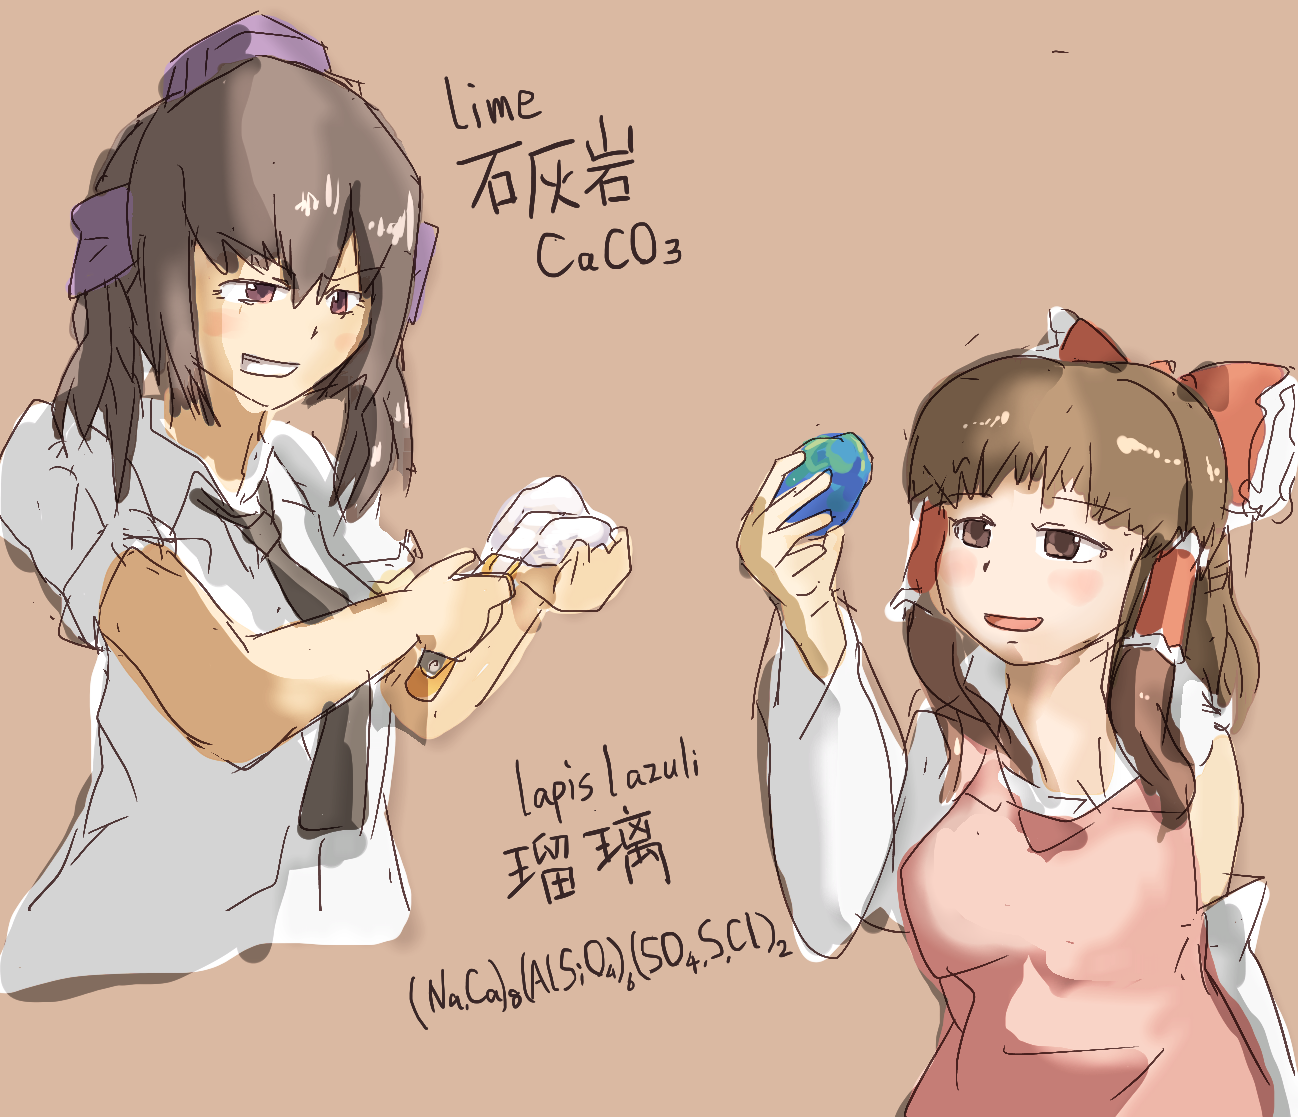 lime
石灰岩
CaCO3
lapis lazuli
瑠璃
(Na,Ca)8(AlSiO4)6(SO4,S,Cl)2